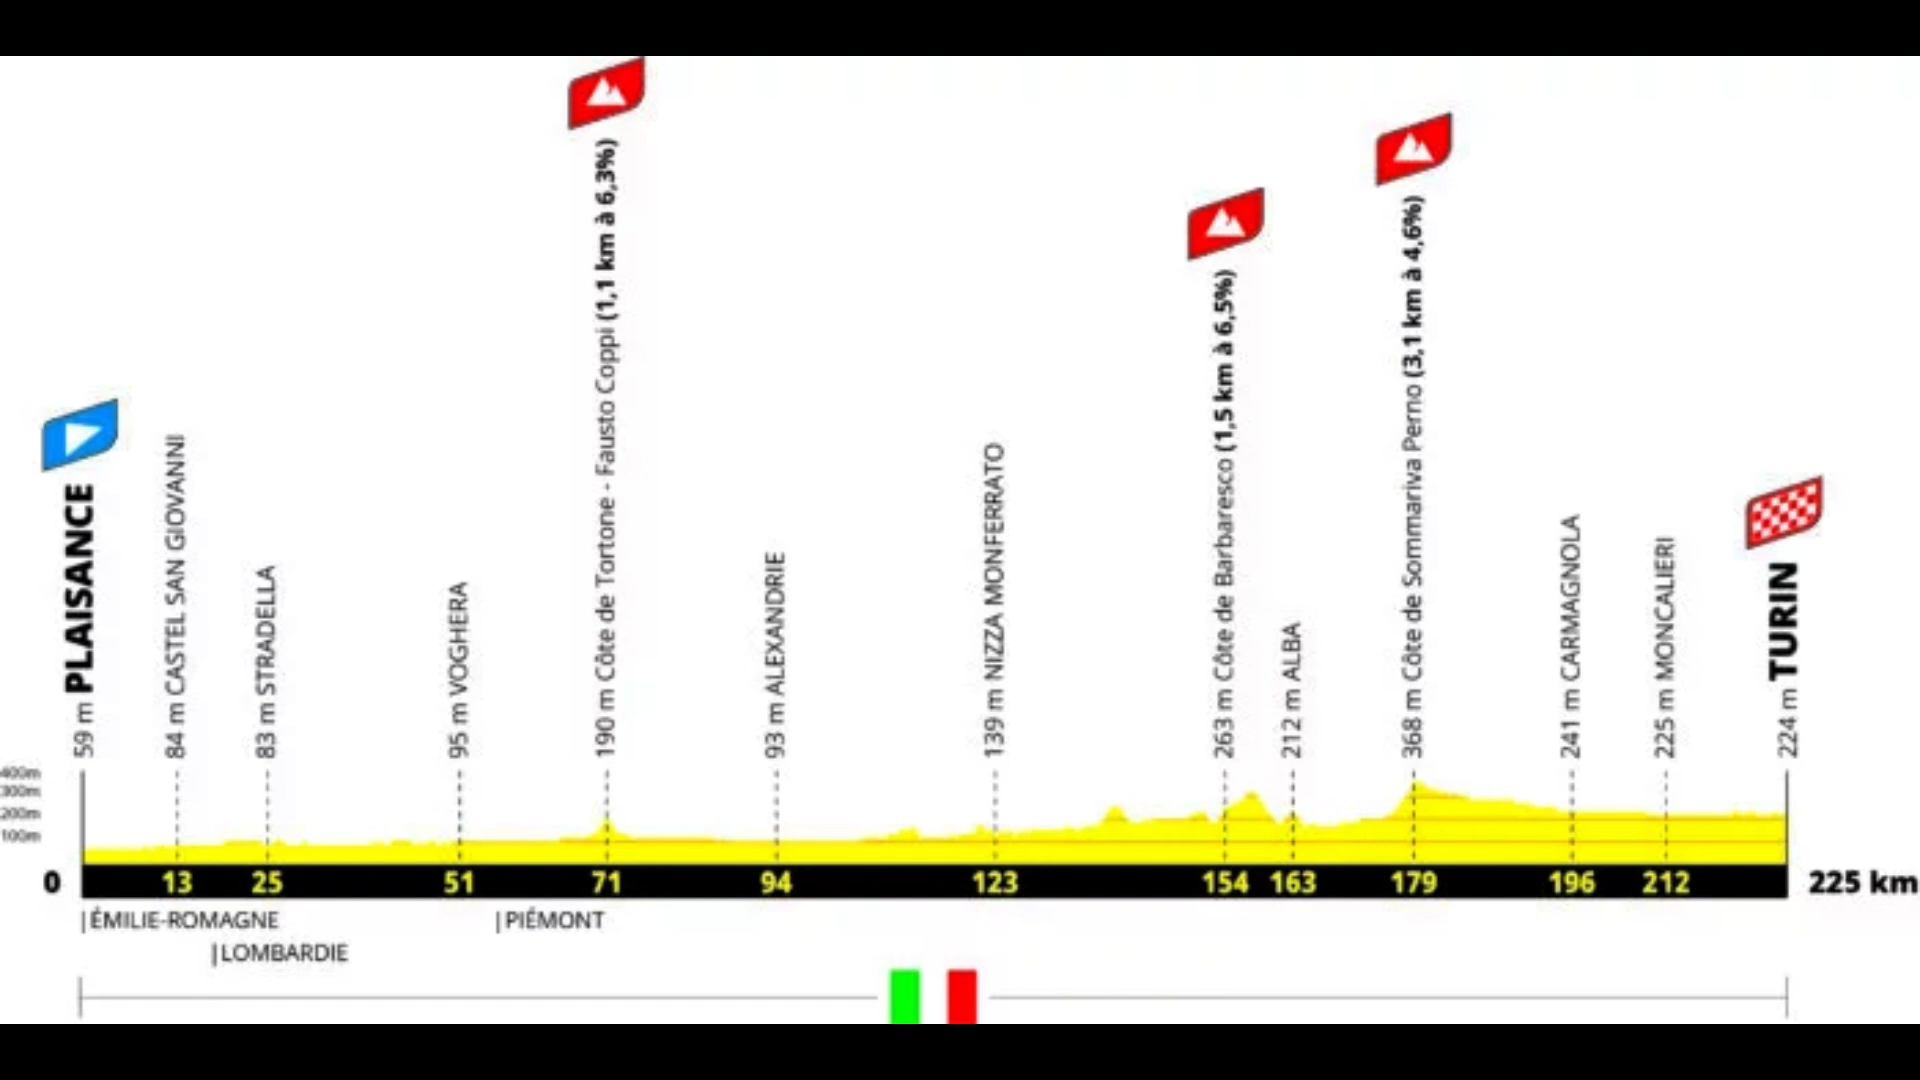 59 m PLAISANCE
84 m CASTEL SAN GIOVANNI
83 m STRADELLA
95 m VOGHERA
190 m Côte de Tortone - Fausto Coppi (1,1 km à 6,3%)
93 m ALEXANDRIE
139 m NIZZA MONFERRATO
263 m Côte de Barbaresco (1,5 km à 6,5%)
212 m ALBA
368 m Côte de Sommariva Perno (3,1 km à 4,6%)
241 m CARMAGNOLA
225 m MONCALIERI
224 m TURIN
400m
300m
200m
100m
0 13 25 51 71 94 123 154 163 179 196 212 225 km
|ÉMILIE-ROMAGNE |PIÉMONT
|LOMBARDIE